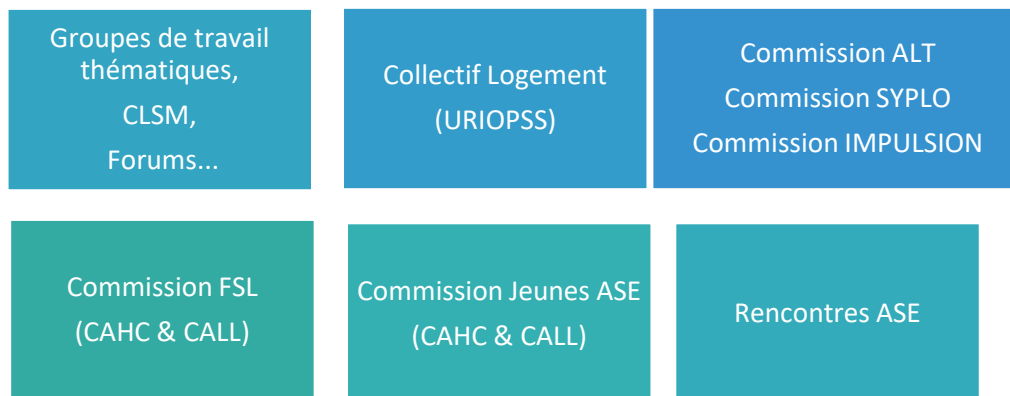 Groupes de travail
thématiques,
CLSM,
Forums...
Collectif Logement
(URIOPSS)
Commission ALT
Commission SYPLO
Commission IMPULSION
Commission FSL
(CAHC & CALL)
Commission Jeunes ASE
(CAHC & CALL)
Rencontres ASE